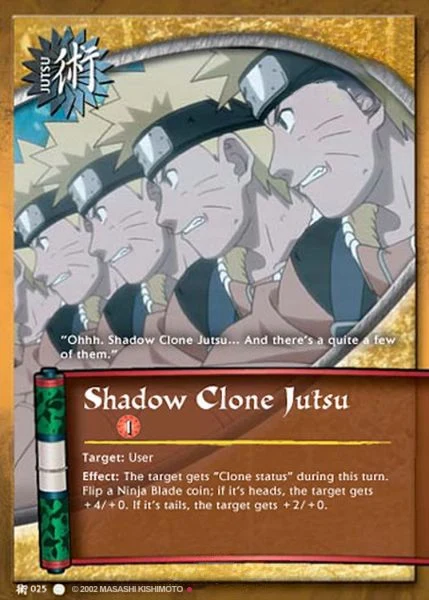 JUTSU
術
"Ohhh. Shadow Clone Jutsu... And there's a quite a few
of them."
Shadow Clone Jutsu
1
Target: User
Effect: The target gets "Clone status" during this turn.
Flip a Ninja Blade coin; if it's heads, the target gets
+4/+0. If it's tails, the target gets +2/+0.
術 025 © 2002 MASASHI KISHIMOTO